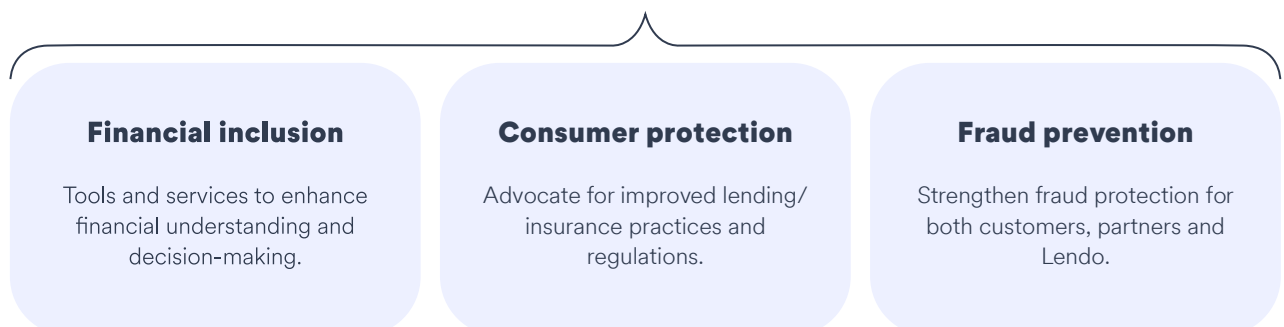 Financial inclusion
Tools and services to enhance
financial understanding and
decision-making.
Consumer protection
Advocate for improved lending/
insurance practices and
regulations.
Fraud prevention
Strengthen fraud protection for
both customers, partners and
Lendo.